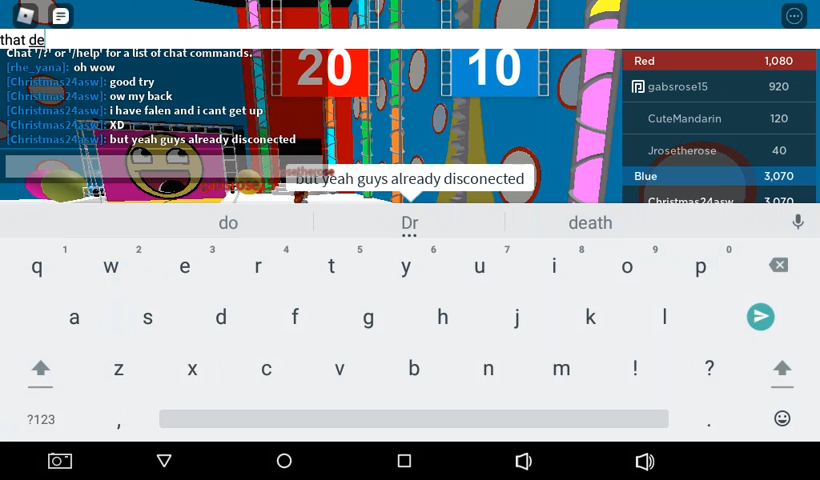 that de
Chat '/?' or '/help' for a list of chat commands.
[rhe_yana]: oh wow
[Christmas24asw]: good try
[Christmas24asw]: ow my back
[Christmas24asw]: i have falen and i cant get up
[Christmas24asw]: XD
[Christmas24asw]: but yeah guys already disconected
20
10
Red 1,080
gabsrose15 920
CuteMandarin 120
Jrosetherose 40
Blue 3,070
Christmas24asw 3,070
but yeah guys already disconected
do Dr death
1 2 3 4 5 6 7 8 9 0
q w e r t y u i o p
a s d f g h j k l
z x c v b n m ! ?
?123 , .